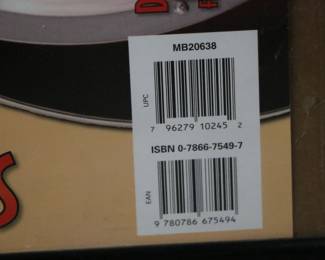 MB20638
UPC
7 96279 10245 2
ISBN 0-7866-7549-7
EAN
9 780786 675494